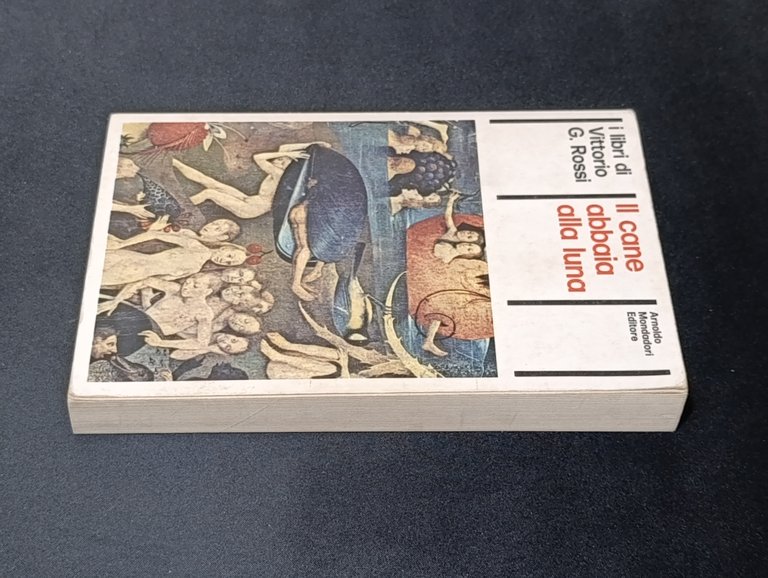 i libri di
Vittorio
G. Rossi
Il cane
abbaia
alla luna
Arnoldo
Mondadori
Editore